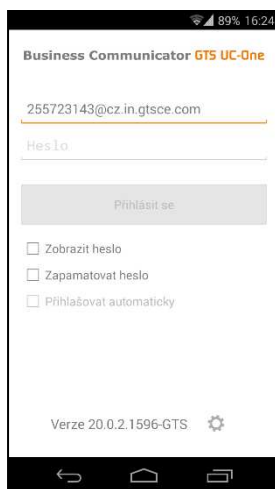 89% 16:24
Business Communicator GTS UC-One
255723143@cz.in.gtsce.com
Heslo
Přihlásit se
Zobrazit heslo
Zapamatovat heslo
Přihlašovat automaticky
Verze 20.0.2.1596-GTS